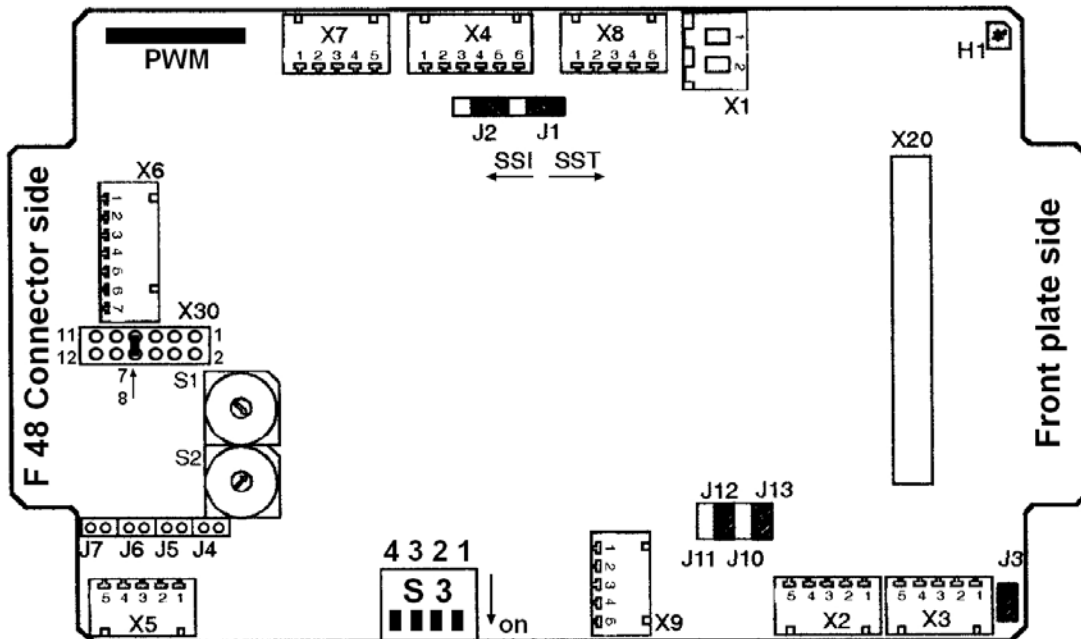 PWM
X7
1 2 3 4 5
X4
1 2 3 4 5 6
X8
1 2 3 4 5
1
2
X1
H1
J2
J1
SSI
SST
X20
F 48 Connector side
Front plate side
X6
1
2
3
4
5
6
7
X30
11
1
12
2
7
8
S1
S2
J7
J6
J5
J4
5 4 3 2 1
X5
4 3 2 1
S 3
on
1
2
3
4
5
X9
J12
J13
J11
J10
5 4 3 2 1
X2
5 4 3 2 1
X3
J3